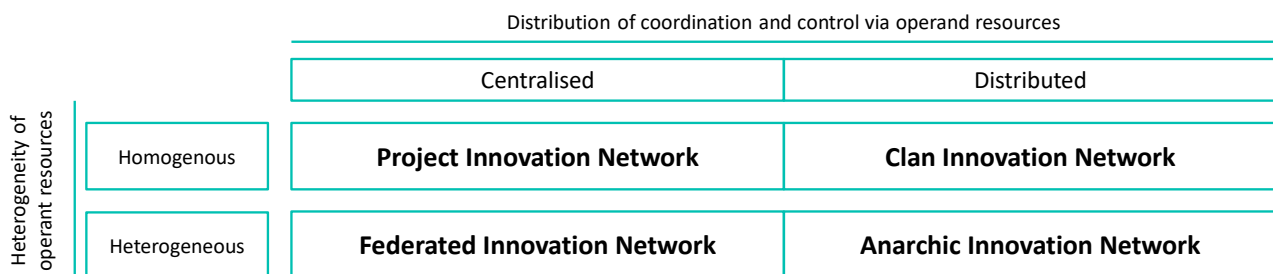 Distribution of coordination and control via operand resources
Centralised
Distributed
Heterogeneity of
operant resources
Homogenous
Project Innovation Network
Clan Innovation Network
Heterogeneous
Federated Innovation Network
Anarchic Innovation Network